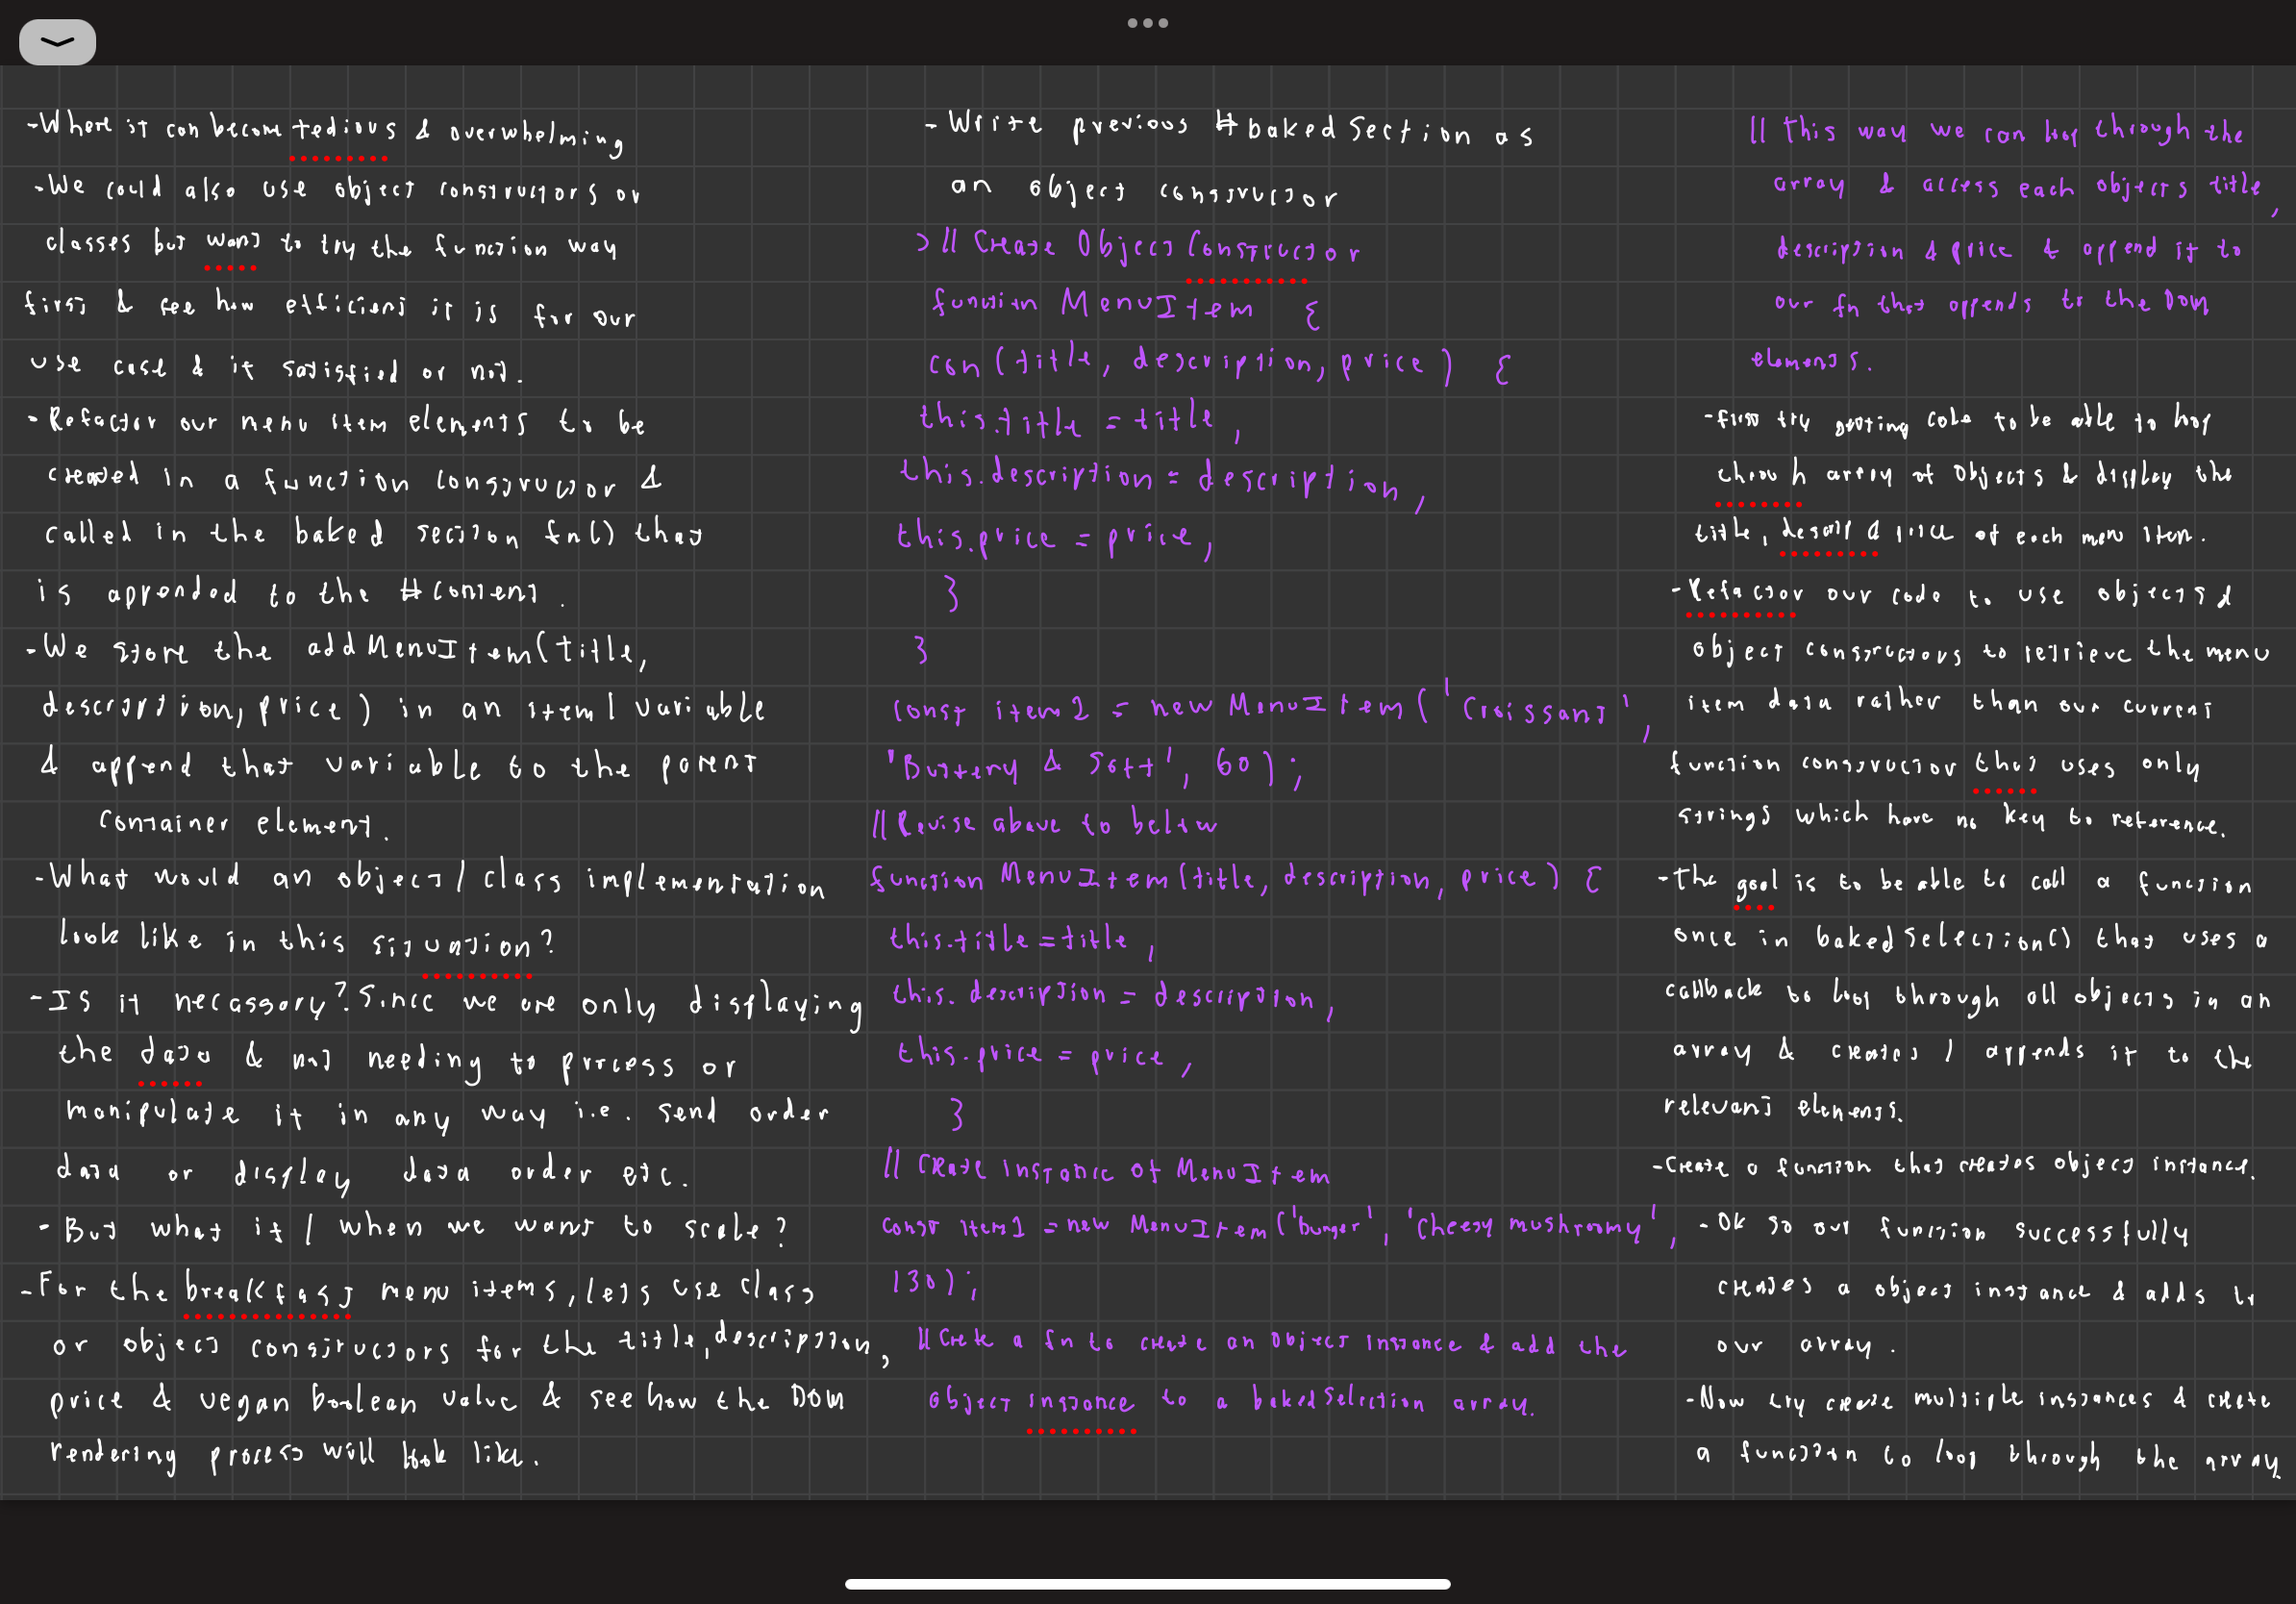 - Where it can become tedious & overwhelming
- We could also use object constructors or
classes but want to try the function way
first & see how efficient it is for our
use case & if satisfied or not.
- Refactor our menu item elements to be
created in a function constructor &
called in the baked section fn() that
is appended to the #content.
- We store the addMenuItem(title,
description, price) in an item1 variable
& append that variable to the parent
container element.
- What would an object/class implementation
look like in this situation?
- Is it necassary? Since we are only displaying
the data & not needing to process or
manipulate it in any way i.e. send order
data or display data order etc.
- But what if/when we want to scale?
- For the breakfast menu items, lets use class
or object constructors for the title, description,
price & vegan boolean value & see how the DOM
rendering process will look like.
- Write previous #bakedSection as
an object constructor
> // Create Object Constructor
function MenuItem {
con(title, description, price) {
this.title = title,
this.description = description,
this.price = price,
}
}
const item2 = new MenuItem('Croissant',
'Buttery & Soft', 60);
// Revise above to below
function MenuItem(title, description, price) {
this.title = title,
this.description = description,
this.price = price,
}
// Create instance of MenuItem
const item1 = new MenuItem('burger', 'Cheesy mushroomy',
130);
// Crete a fn to create an object instance & add the
object instance to a bakedSelection array.
// This way we can loop through the
array & access each objects title,
description & price & append it to
our fn that appends to the DOM
elements.
- first try getting code to be able to loop
throuh array of objects & display the
title, descrip & price of each menu item.
- Refactor our code to use objects &
object constructors to retrieve the menu
item data rather than our current
function constructor that uses only
strings which have no key to reference.
- The goal is to be able to call a function
once in bakedSelection() that uses a
callback to loop through all objects in an
array & creates / appends it to the
relevant elements.
- Create a function that creates object instance.
- Ok so our function successfully
creates a object instance & adds to
our array.
- Now try create multiple instances & create
a function to loop through the array.